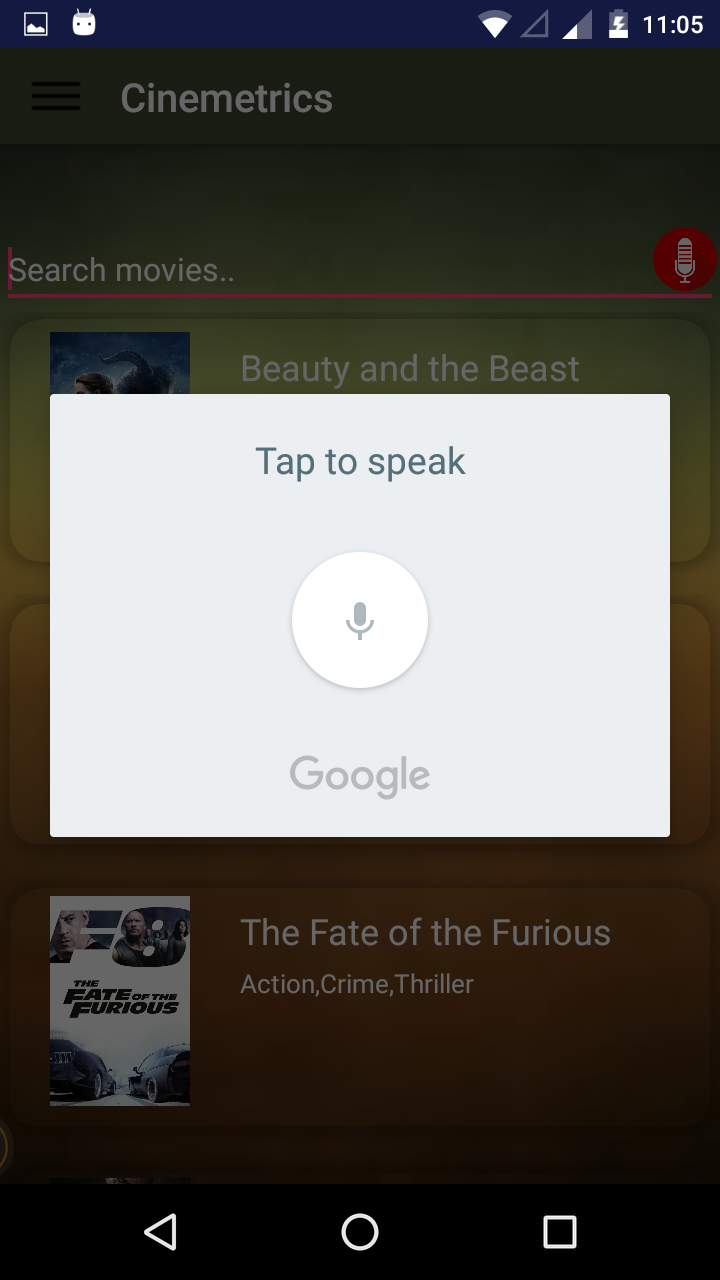 11:05
Cinemetrics
Search movies..
Beauty and the Beast
Tap to speak
Google
The Fate of the Furious
Action,Crime,Thriller
F8
THE
FATE OF THE
FURIOUS